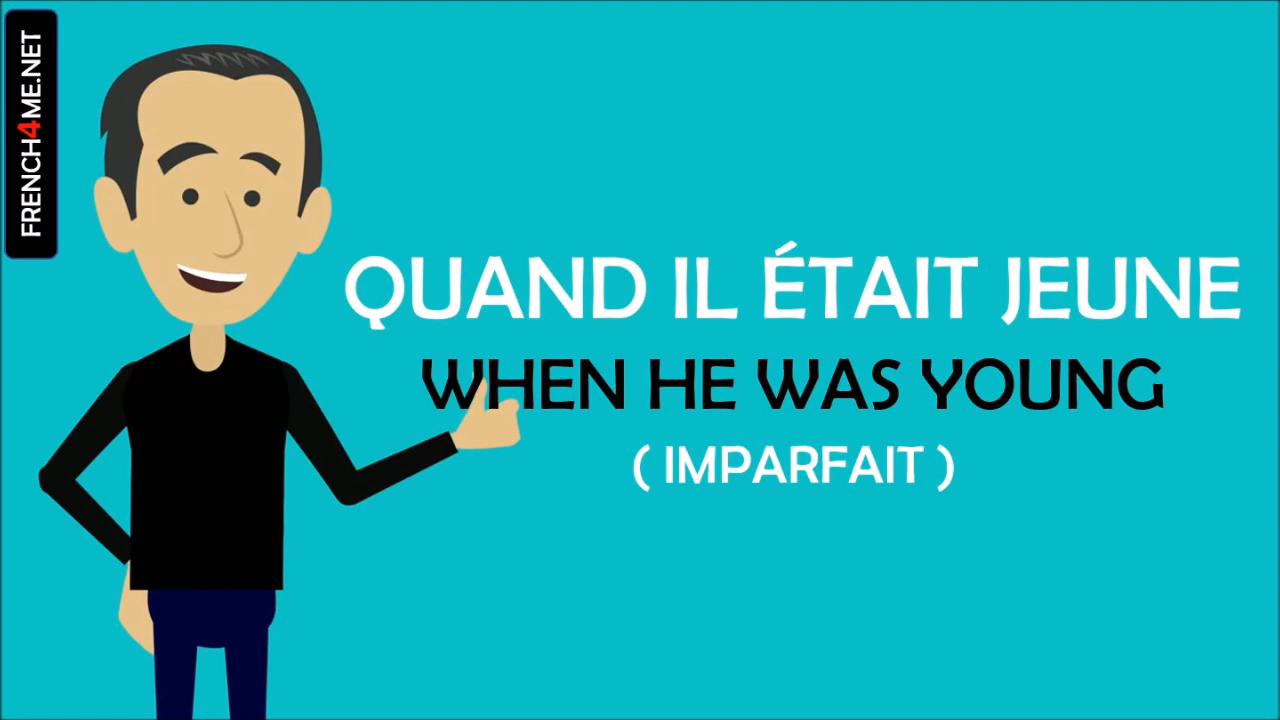 FRENCH4ME.NET
QUAND IL ÉTAIT JEUNE
WHEN HE WAS YOUNG
( IMPARFAIT )